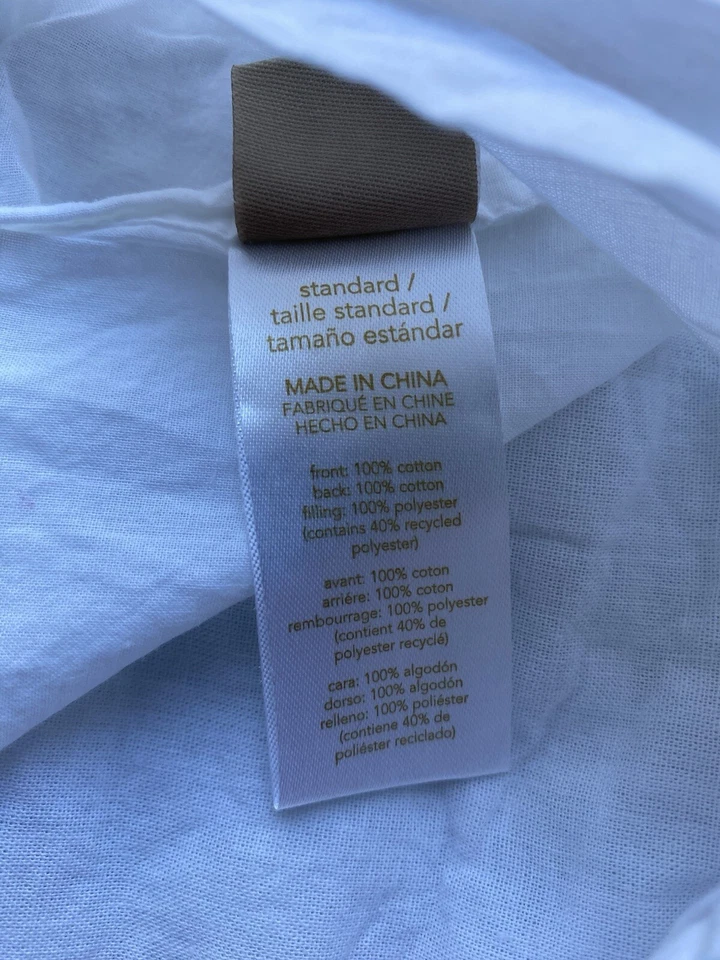 standard /
taille standard /
tamaño estándar
MADE IN CHINA
FABRIQUÉ EN CHINE
HECHO EN CHINA
front: 100% cotton
back: 100% cotton
filling: 100% polyester
(contains 40% recycled
polyester)
avant: 100% coton
arriére: 100% coton
rembourrage: 100% polyester
(contient 40% de
polyester recyclé)
cara: 100% algodón
dorso: 100% algodón
relleno: 100% poliéster
(contiene 40% de
poliéster reciclado)